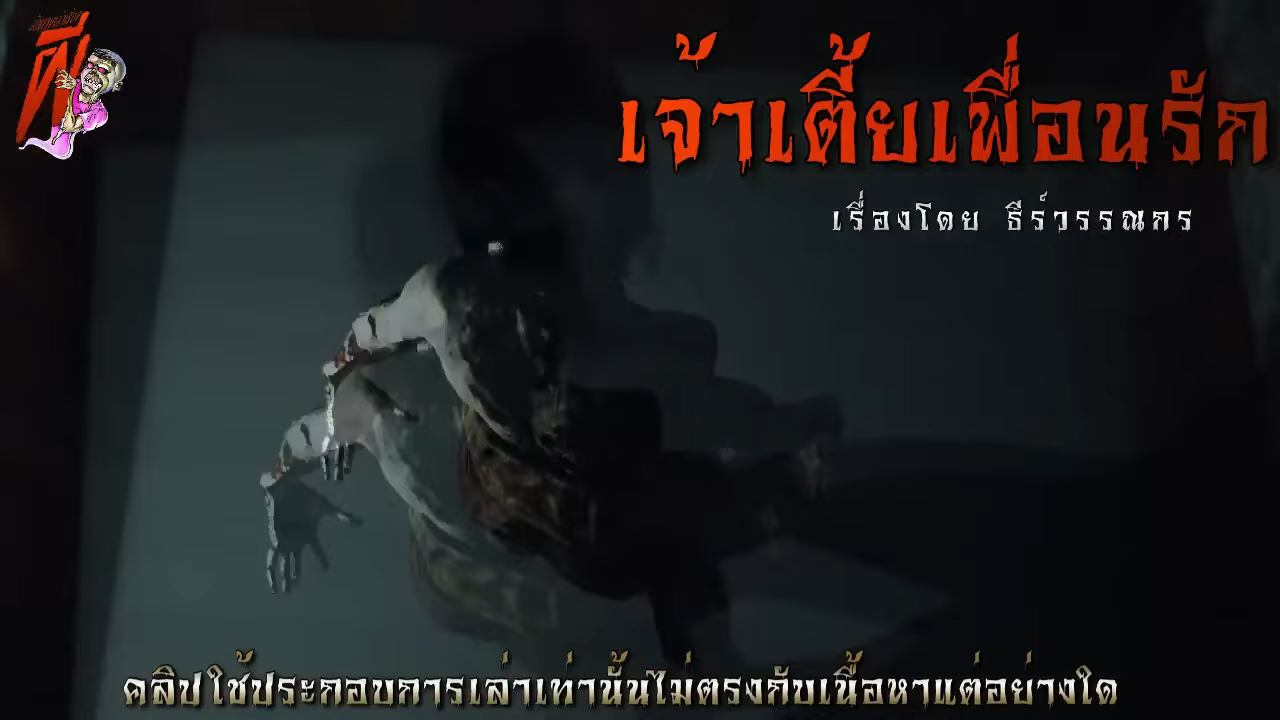 ผี
เจ้าเตี้ยเพื่อนรัก
เรื่องโดย ธีร์วรรณกร
คลิปใช้ประกอบการเล่าเท่านั้นไม่ตรงกับเนื้อหาแต่อย่างใด